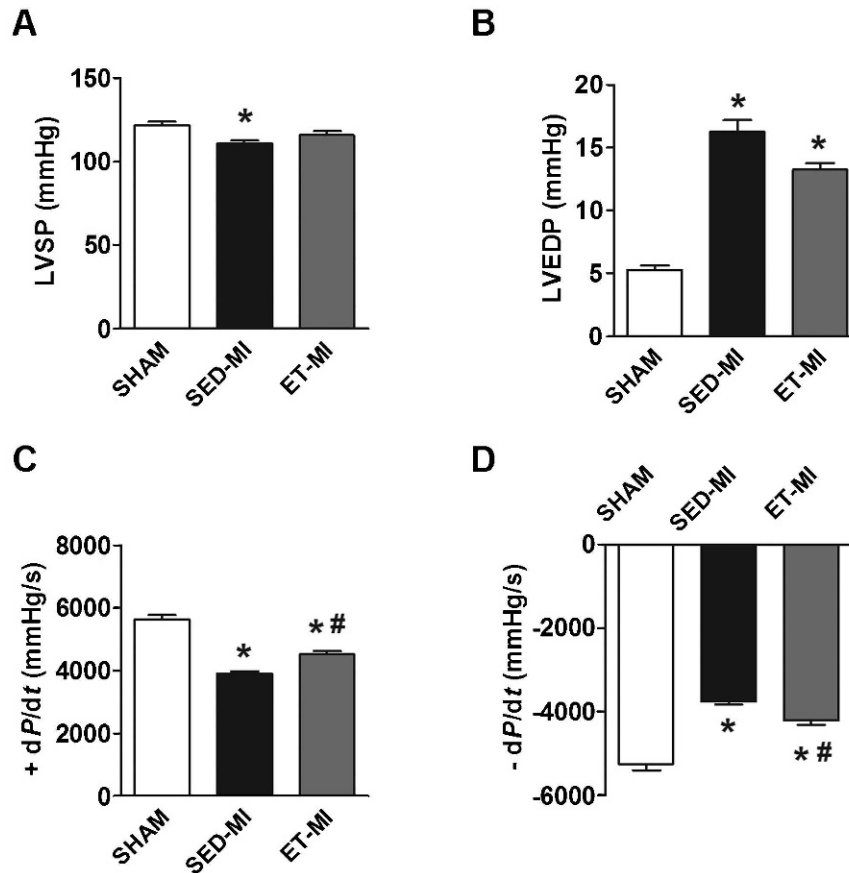 A
LVSP (mmHg)
150
100
50
0
*
SHAM
SED-MI
ET-MI
B
LVEDP (mmHg)
20
15
10
5
0
*
*
SHAM
SED-MI
ET-MI
C
+ dP/dt (mmHg/s)
8000
6000
4000
2000
0
*
* #
SHAM
SED-MI
ET-MI
D
SHAM
SED-MI
ET-MI
- dP/dt (mmHg/s)
0
-2000
-4000
-6000
*
* #